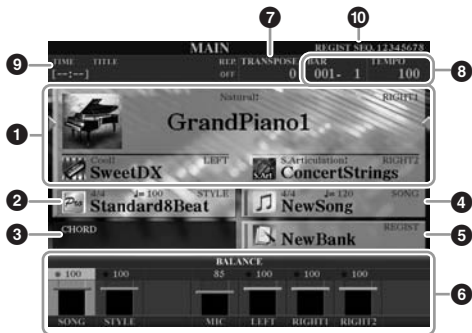 7
10
MAIN
REGIST SEQ.12345678
9
TIME TITLE REP. TRANSPOSE BAR TEMPO
[--:--] OFF 0 001- 1 100
8
1
Natural! RIGHT1
GrandPiano1
Cool! LEFT
SweetDX
S.Articulation! RIGHT2
ConcertStrings
2
Pro
4/4 ♩= 100 STYLE
Standard8Beat
4/4 ♩= 120 SONG
NewSong
4
3
CHORD
REGIST
NewBank
5
BALANCE
100 100 85 100 100 100
6
SONG STYLE MIC LEFT RIGHT1 RIGHT2